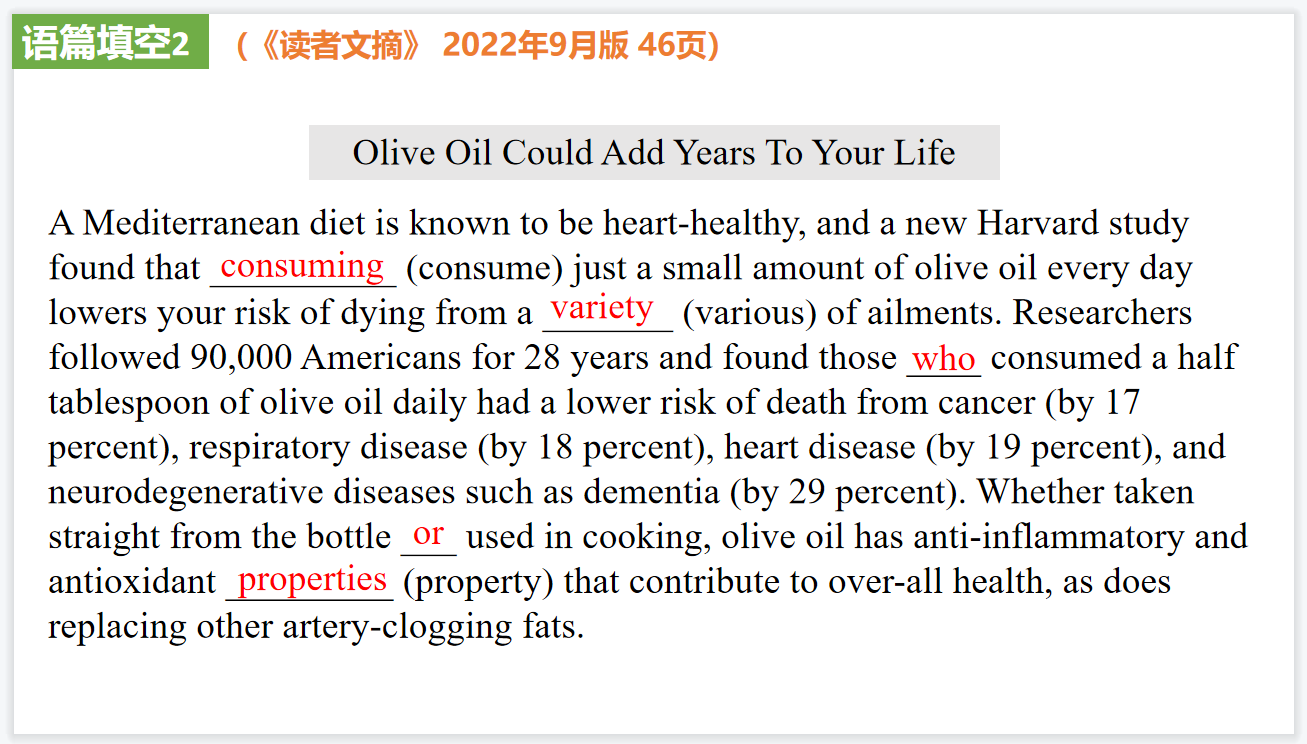 语篇填空2 (《读者文摘》 2022年9月版 46页)
Olive Oil Could Add Years To Your Life
A Mediterranean diet is known to be heart-healthy, and a new Harvard study
found that consuming (consume) just a small amount of olive oil every day
lowers your risk of dying from a variety (various) of ailments. Researchers
followed 90,000 Americans for 28 years and found those who consumed a half
tablespoon of olive oil daily had a lower risk of death from cancer (by 17
percent), respiratory disease (by 18 percent), heart disease (by 19 percent), and
neurodegenerative diseases such as dementia (by 29 percent). Whether taken
straight from the bottle or used in cooking, olive oil has anti-inflammatory and
antioxidant properties (property) that contribute to over-all health, as does
replacing other artery-clogging fats.